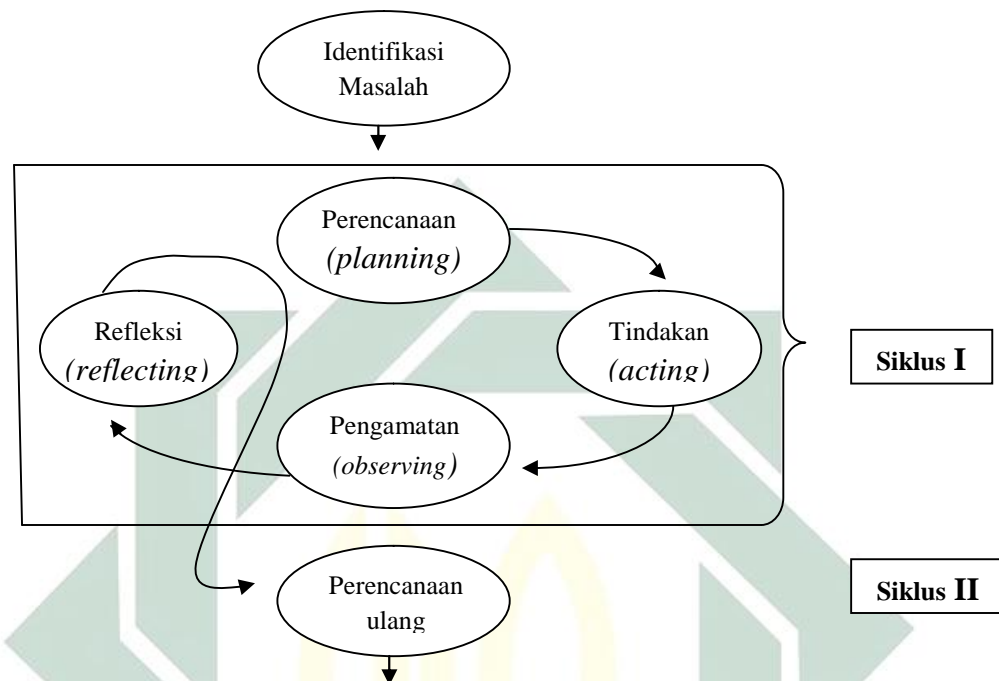 Identifikasi
Masalah
Perencanaan
(planning)
Refleksi
(reflecting)
Tindakan
(acting)
Siklus I
Pengamatan
(observing)
Perencanaan
ulang
Siklus II